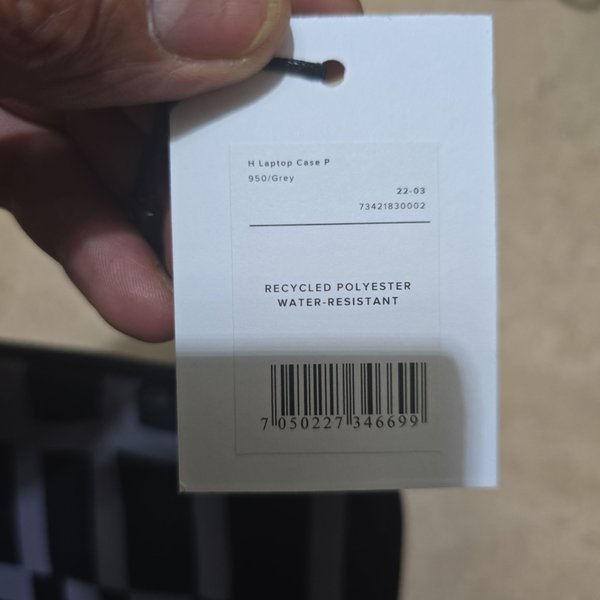 H Laptop Case P
950/Grey
22-03
73421830002
RECYCLED POLYESTER
WATER-RESISTANT
7 050227 346699